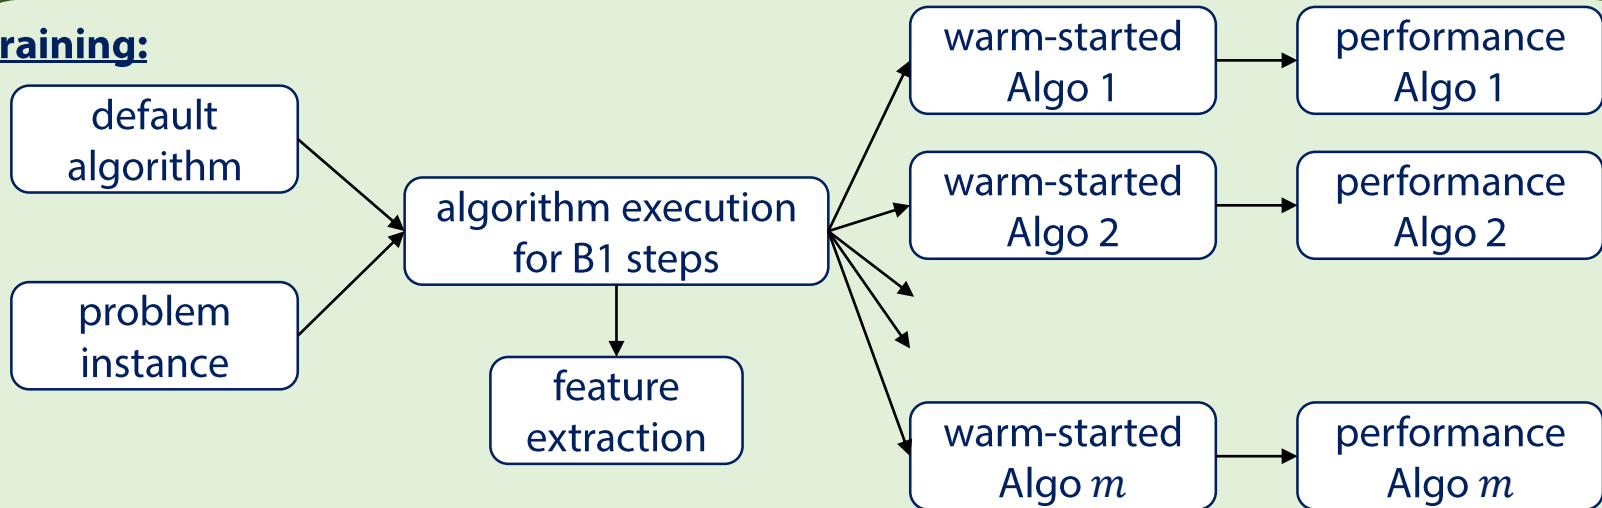 raining:
default
algorithm
problem
instance
algorithm execution
for B1 steps
feature
extraction
warm-started
Algo 1
performance
Algo 1
warm-started
Algo 2
performance
Algo 2
warm-started
Algo m
performance
Algo m